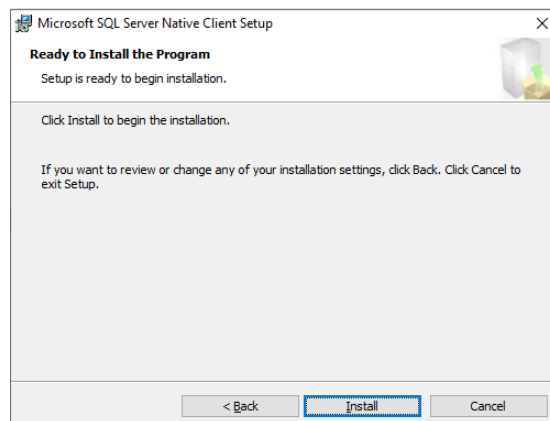 Microsoft SQL Server Native Client Setup
Ready to Install the Program
Setup is ready to begin installation.
Click Install to begin the installation.
If you want to review or change any of your installation settings, click Back. Click Cancel to
exit Setup.
< Back
Install
Cancel